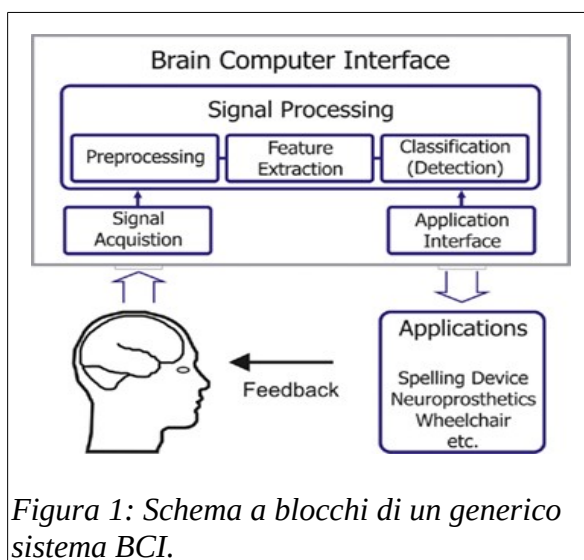 Brain Computer Interface
Signal Processing
Preprocessing
Feature
Extraction
Classification
(Detection)
Signal
Acquistion
Application
Interface
Feedback
Applications
Spelling Device
Neuroprosthetics
Wheelchair
etc.
Figura 1: Schema a blocchi di un generico
sistema BCI.